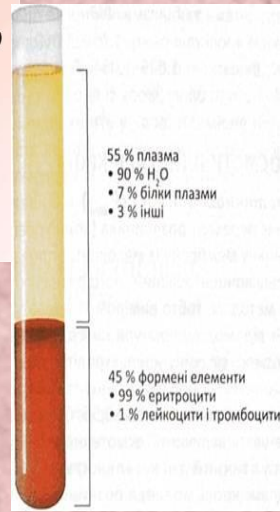 55 % плазма
• 90 % H₂O
• 7 % білки плазми
• 3 % інші
45 % формені елементи
• 99 % еритроцити
• 1 % лейкоцити і тромбоцити